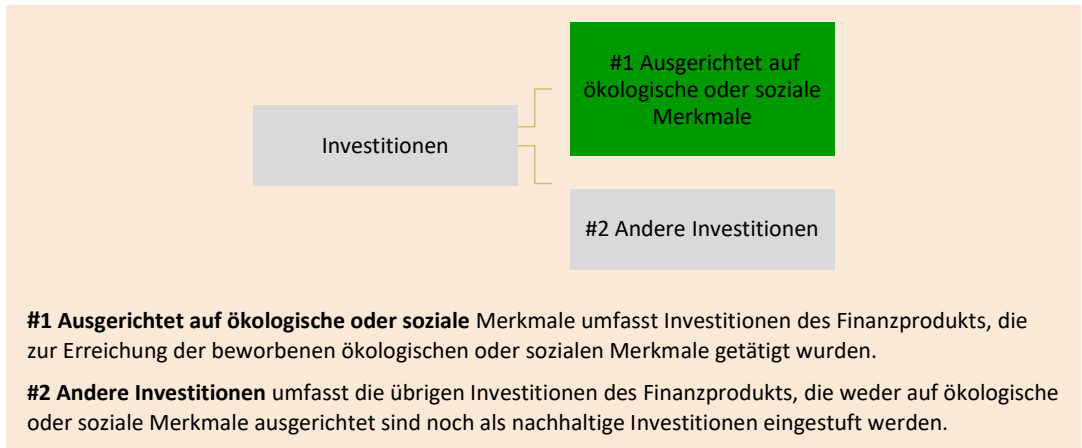 #1 Ausgerichtet auf
ökologische oder soziale
Merkmale
Investitionen
#2 Andere Investitionen
#1 Ausgerichtet auf ökologische oder soziale Merkmale umfasst Investitionen des Finanzprodukts, die
zur Erreichung der beworbenen ökologischen oder sozialen Merkmale getätigt wurden.
#2 Andere Investitionen umfasst die übrigen Investitionen des Finanzprodukts, die weder auf ökologische
oder soziale Merkmale ausgerichtet sind noch als nachhaltige Investitionen eingestuft werden.